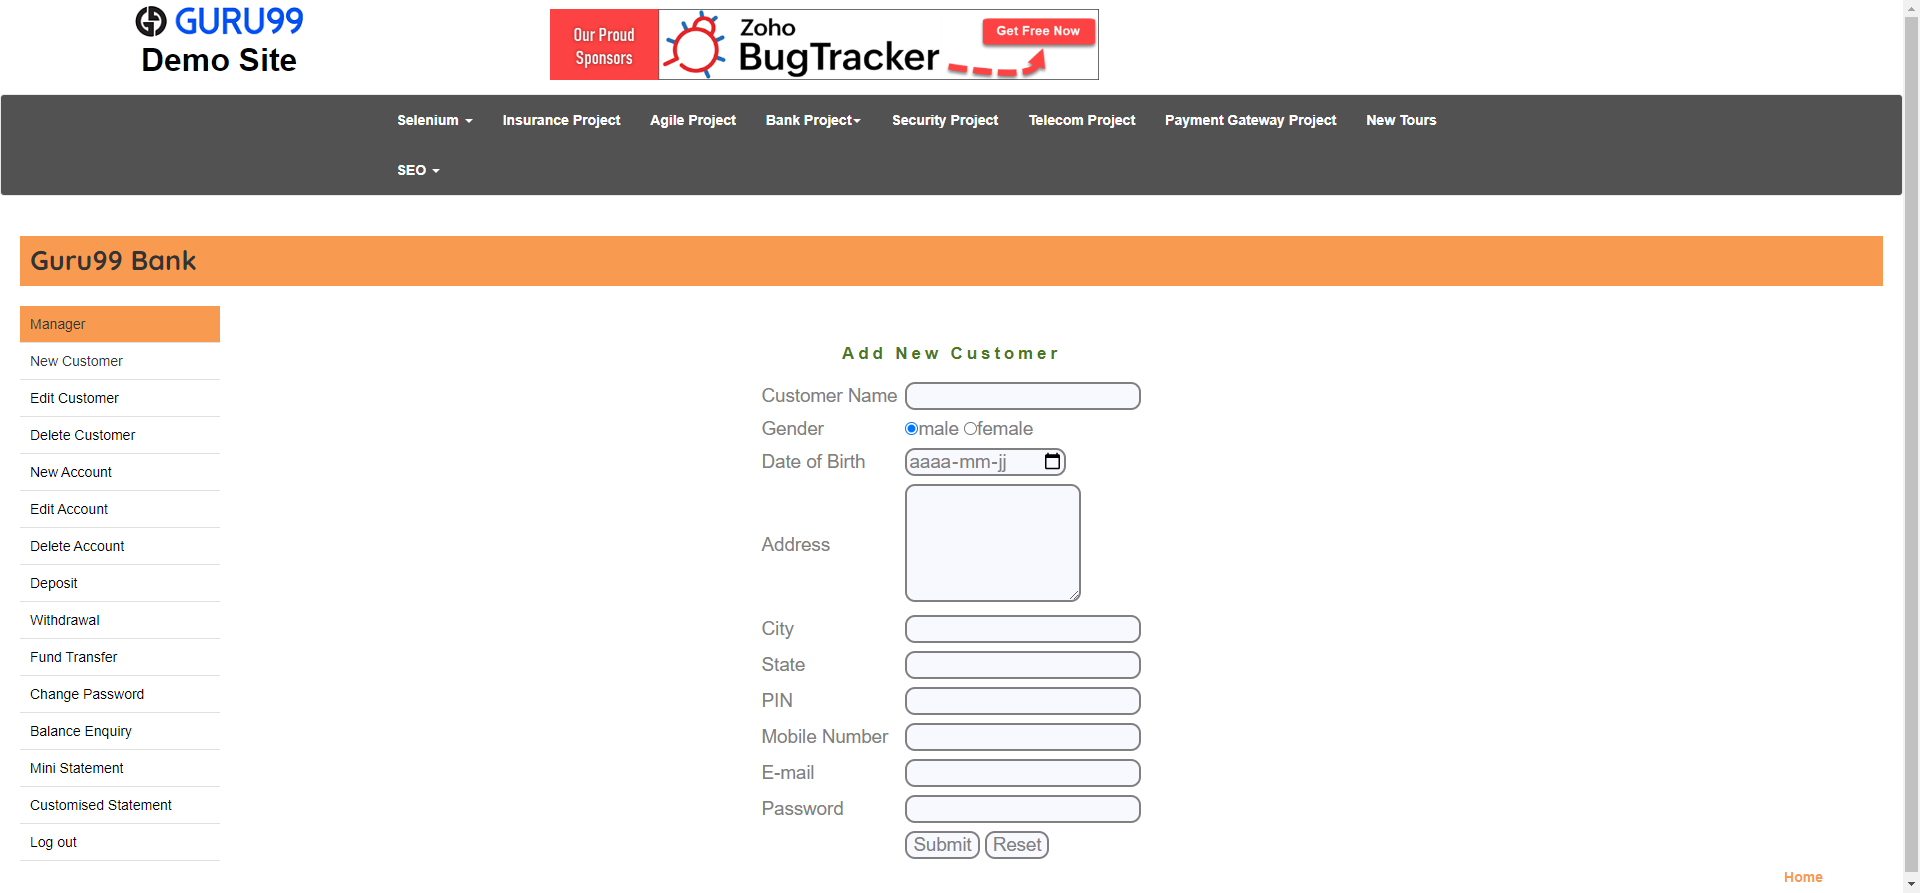 GURU99
Demo Site
Our Proud
Sponsors
Zoho
BugTracker
Get Free Now
Selenium
Insurance Project
Agile Project
Bank Project
Security Project
Telecom Project
Payment Gateway Project
New Tours
SEO
Guru99 Bank
Manager
New Customer
Edit Customer
Delete Customer
New Account
Edit Account
Delete Account
Deposit
Withdrawal
Fund Transfer
Change Password
Balance Enquiry
Mini Statement
Customised Statement
Log out
Add New Customer
Customer Name
Gender male female
Date of Birth aaaa-mm-jj
Address
City
State
PIN
Mobile Number
E-mail
Password
Submit Reset
Home